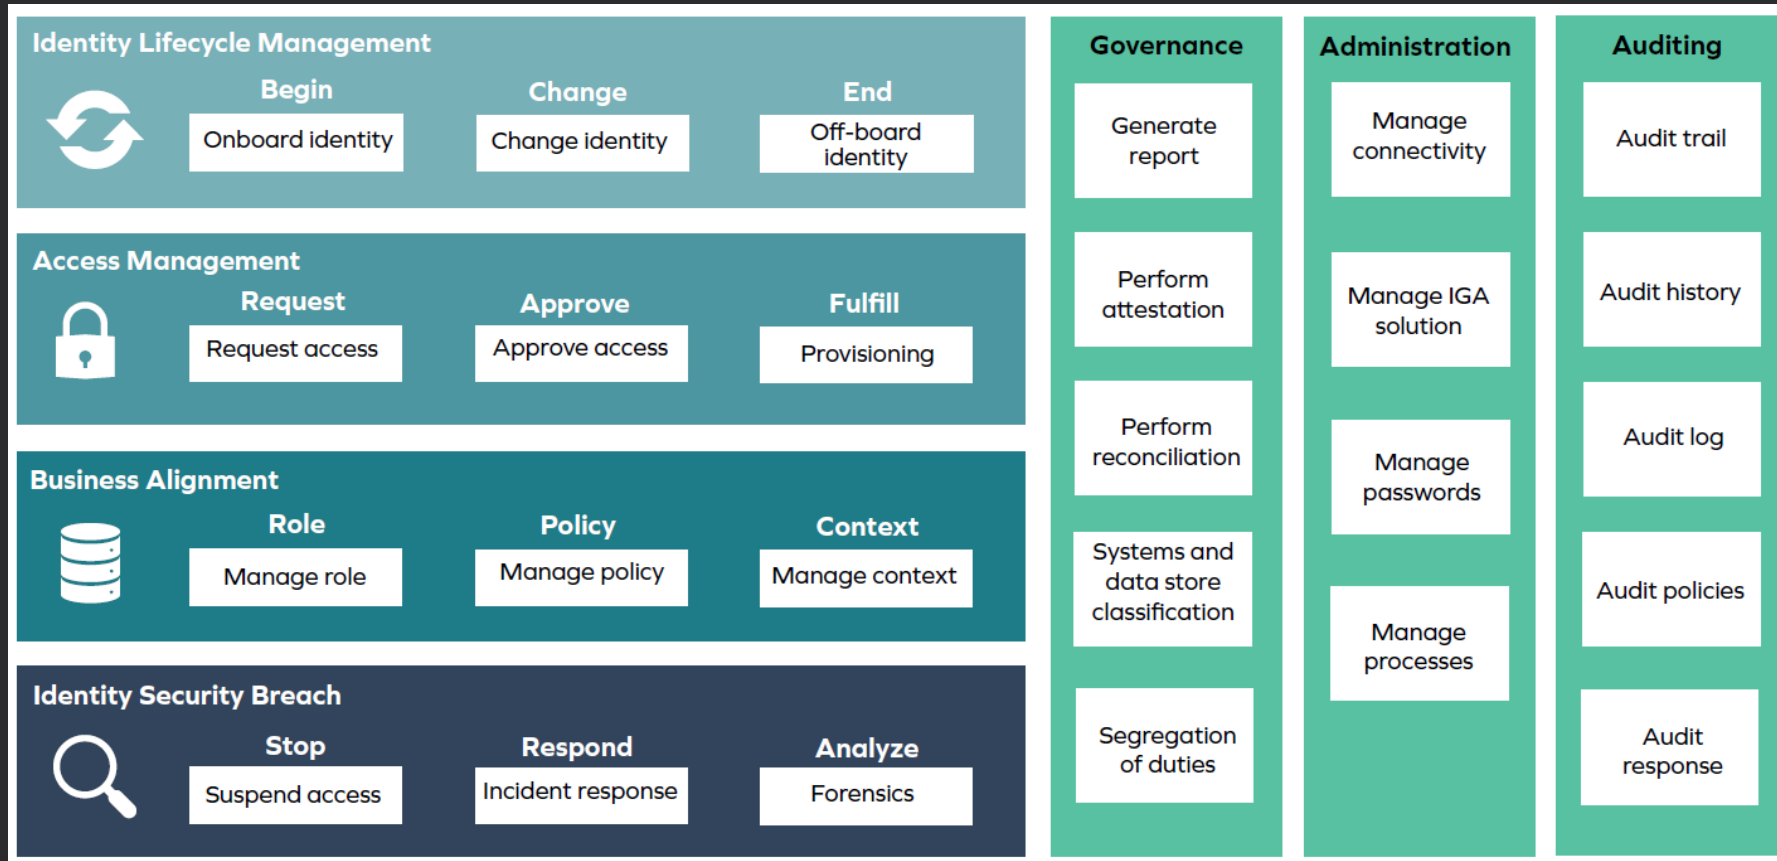 Identity Lifecycle Management
Begin
Change
End
Onboard identity
Change identity
Off-board
identity
Access Management
Request
Approve
Fulfill
Request access
Approve access
Provisioning
Business Alignment
Role
Policy
Context
Manage role
Manage policy
Manage context
Identity Security Breach
Stop
Respond
Analyze
Suspend access
Incident response
Forensics
Governance
Generate
report
Perform
attestation
Perform
reconciliation
Systems and
data store
classification
Segregation
of duties
Administration
Manage
connectivity
Manage IGA
solution
Manage
passwords
Manage
processes
Auditing
Audit trail
Audit history
Audit log
Audit policies
Audit
response